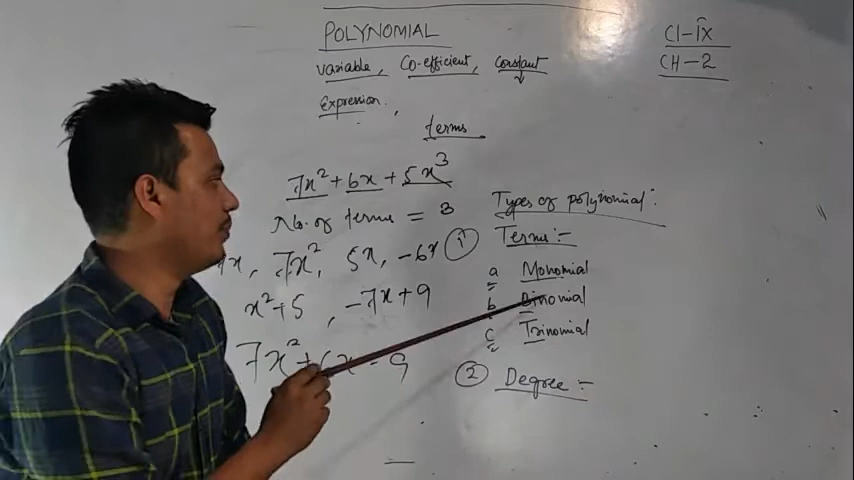 POLYNOMIAL
Cl-IX
Variable, Co-efficient, Constant
CH-2
Expression,
terms
7x² + 6x + 5x³
No. of terms = 3
Types of polynomial:
① Terms:-
x, 7x², 5x, -6x
a Monomial
x²+5, -7x+9
b Binomial
c Trinomial
7x²+6x-9
② Degree:-